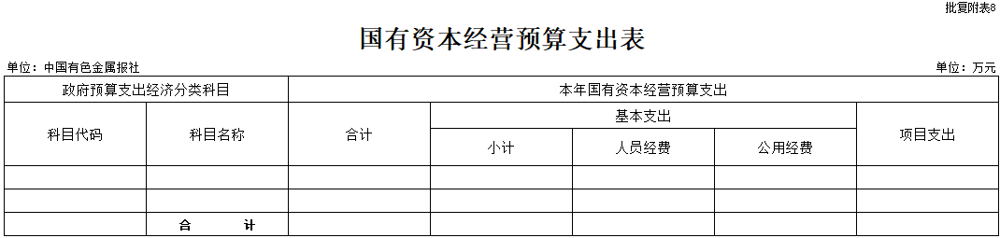 批复附表8
国有资本经营预算支出表
单位：中国有色金属报社 单位：万元
政府预算支出经济分类科目 本年国有资本经营预算支出
科目代码 科目名称 合计 基本支出 项目支出
小计 人员经费 公用经费
合 计